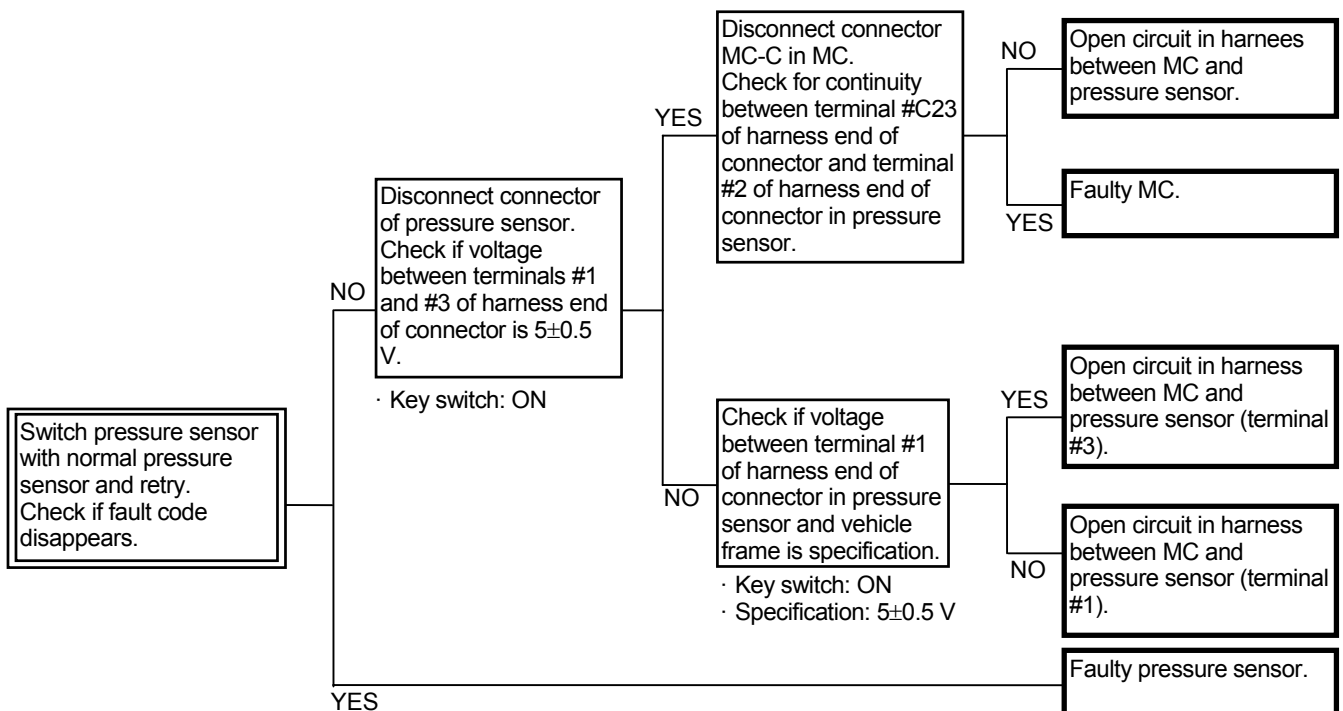 Switch pressure sensor
with normal pressure
sensor and retry.
Check if fault code
disappears.
NO
YES
Disconnect connector
of pressure sensor.
Check if voltage
between terminals #1
and #3 of harness end
of connector is 5±0.5
V.
· Key switch: ON
YES
NO
Disconnect connector
MC-C in MC.
Check for continuity
between terminal #C23
of harness end of
connector and terminal
#2 of harness end of
connector in pressure
sensor.
NO
YES
Open circuit in harnees
between MC and
pressure sensor.
Faulty MC.
Check if voltage
between terminal #1
of harness end of
connector in pressure
sensor and vehicle
frame is specification.
· Key switch: ON
· Specification: 5±0.5 V
YES
NO
Open circuit in harness
between MC and
pressure sensor (terminal
#3).
Open circuit in harness
between MC and
pressure sensor (terminal
#1).
Faulty pressure sensor.